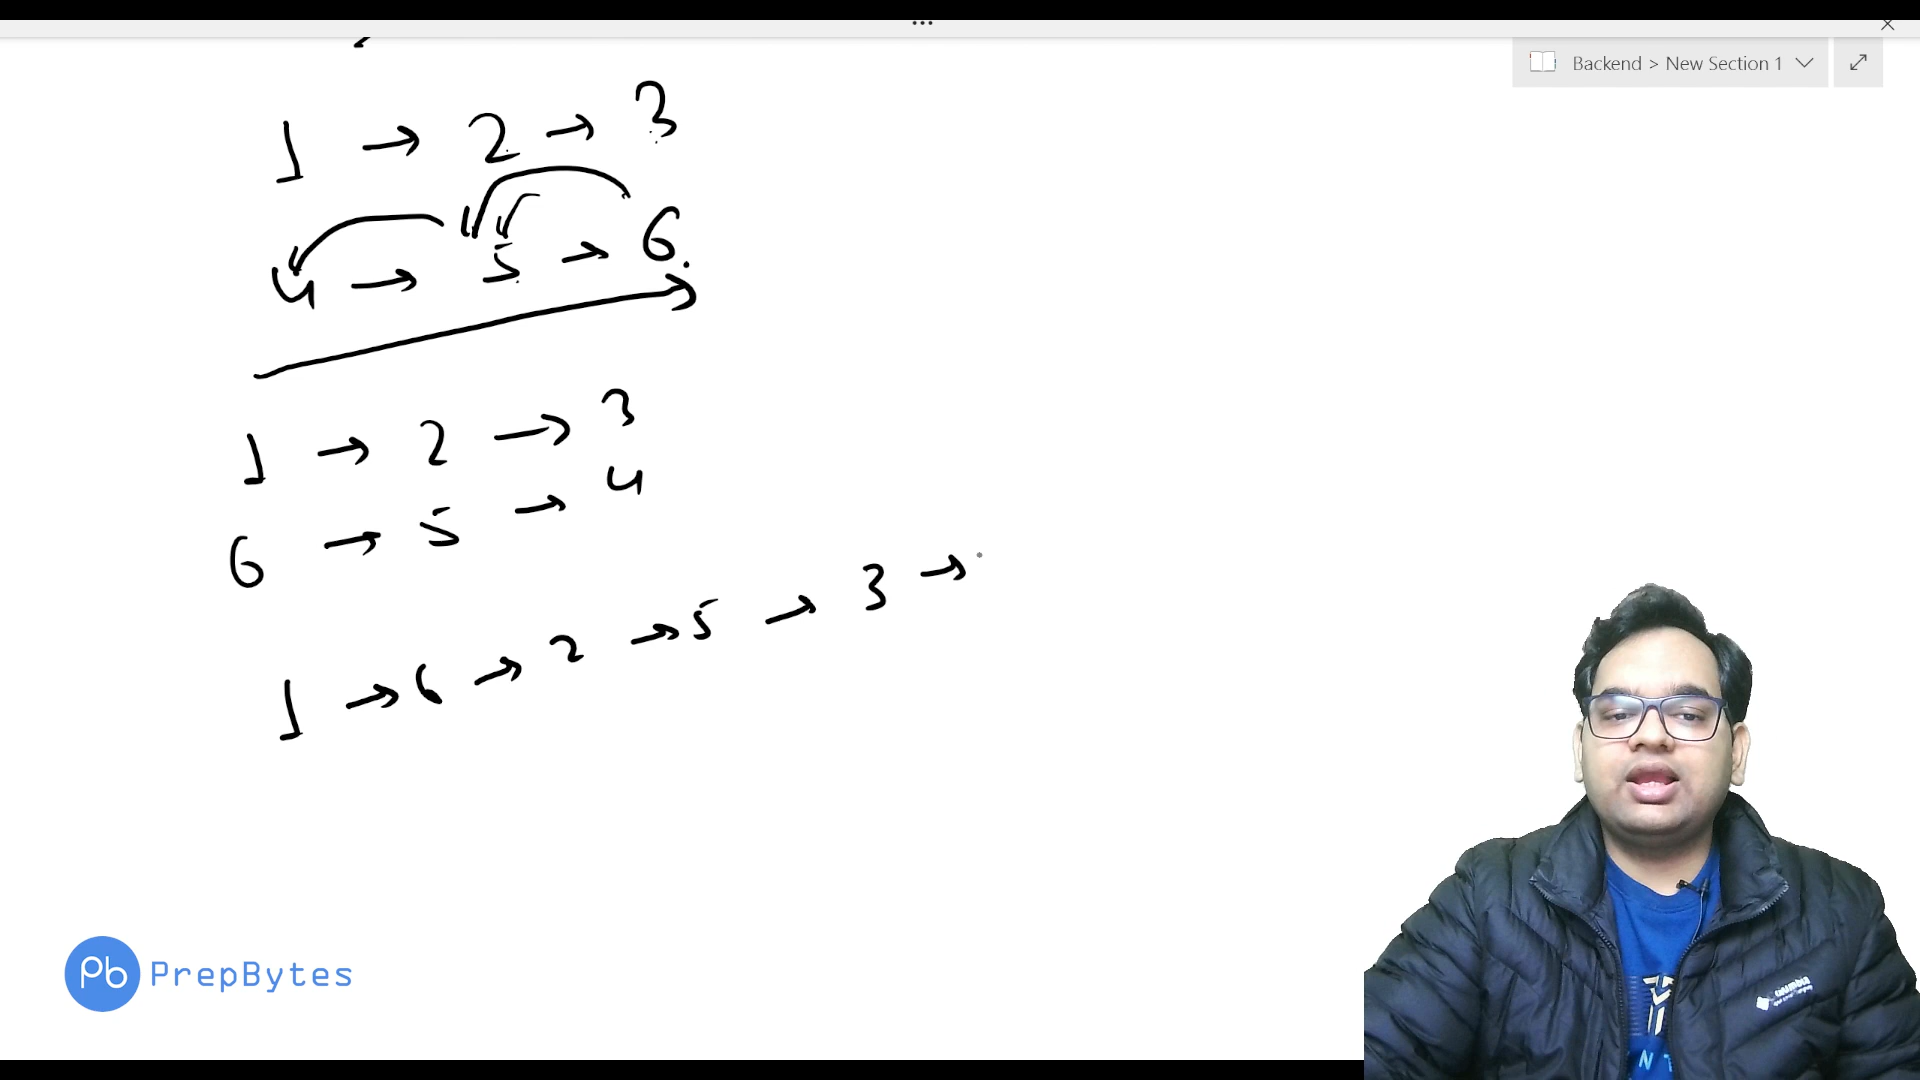 Backend > New Section 1
1 → 2 → 3
4 → 5 → 6
1 → 2 → 3
6 → 5 → 4
1 → 6 → 2 → 5 → 3 →
Pb PrepBytes